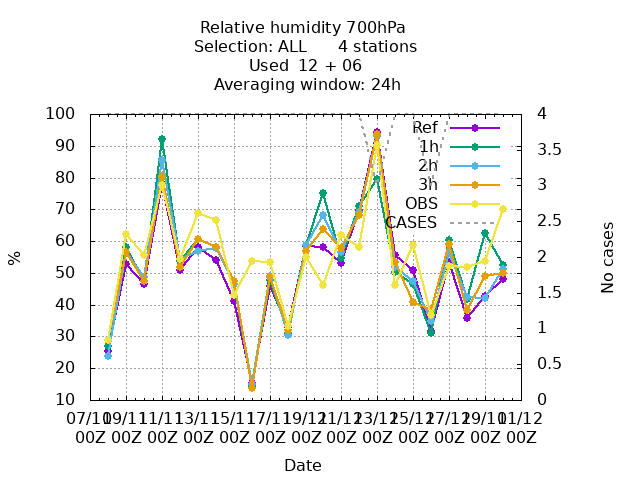 Relative humidity 700hPa
Selection: ALL 4 stations
Used 12 + 06
Averaging window: 24h
100
90
80
70
60
50
40
30
20
10
%
4
3.5
3
2.5
2
1.5
1
0.5
0
No cases
Ref
1h
2h
3h
OBS
CASES
07/11 09/11 11/11 13/11 15/11 17/11 19/11 21/11 23/11 25/11 27/11 29/11 01/12
00Z 00Z 00Z 00Z 00Z 00Z 00Z 00Z 00Z 00Z 00Z 00Z 00Z
Date